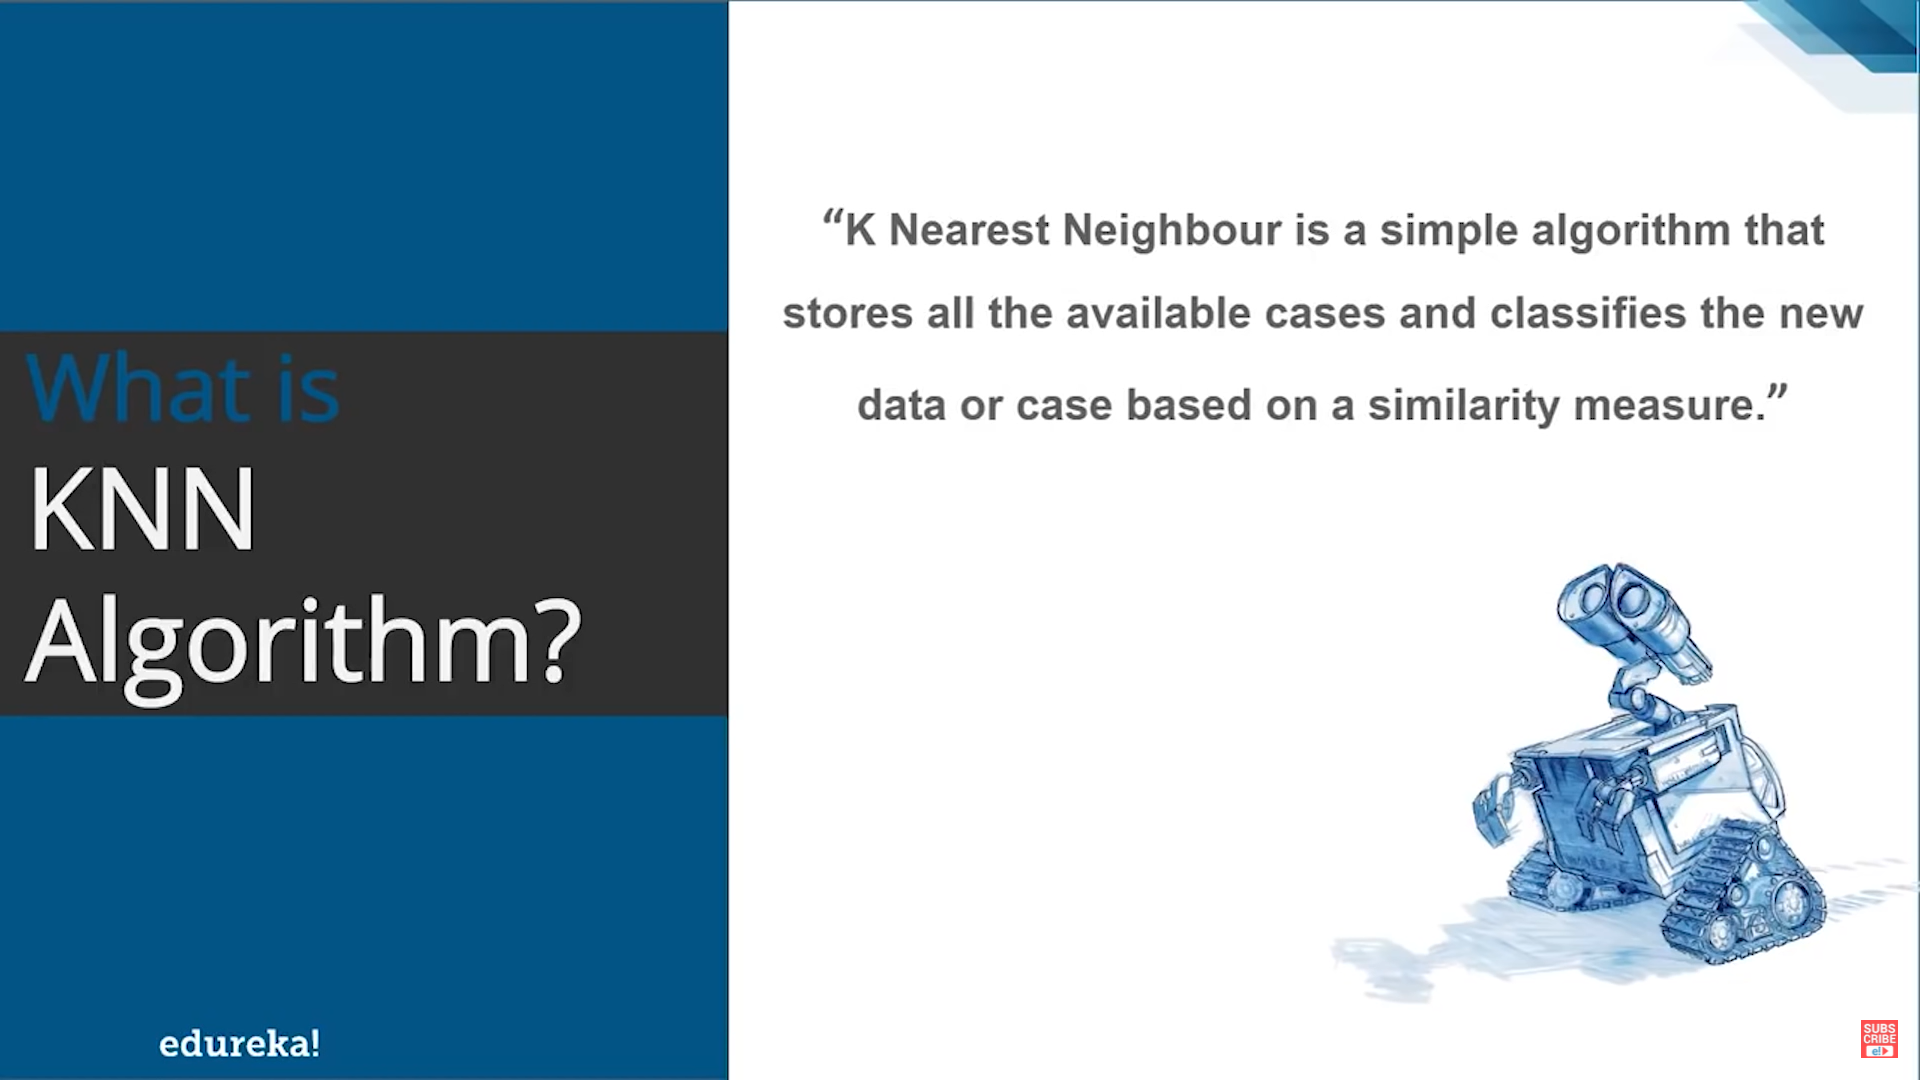 What is
KNN
Algorithm?
“K Nearest Neighbour is a simple algorithm that
stores all the available cases and classifies the new
data or case based on a similarity measure.”
WALL-E
edureka!
SUBS
CRIBE
e!